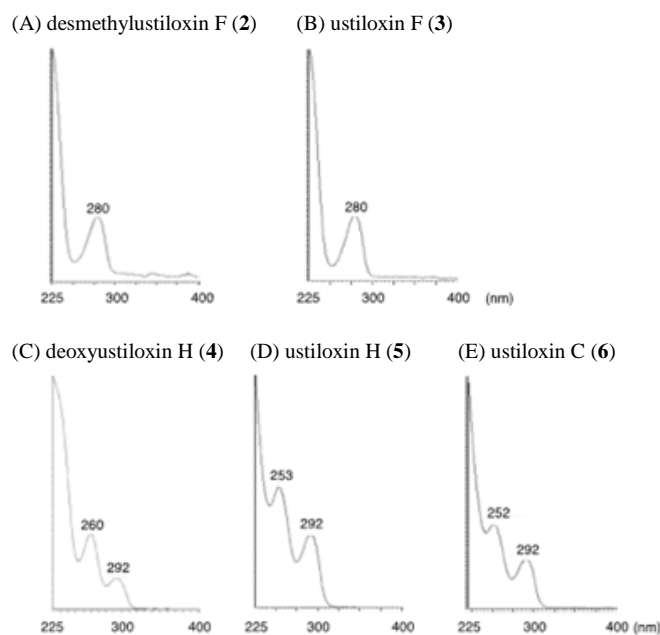 (A) desmethylustiloxin F (2) (B) ustiloxin F (3)
280 280
225 300 400 225 300 400 (nm)
(C) deoxyustiloxin H (4) (D) ustiloxin H (5) (E) ustiloxin C (6)
260 292 253 292 252 292
225 300 400 225 300 400 225 300 400 (nm)